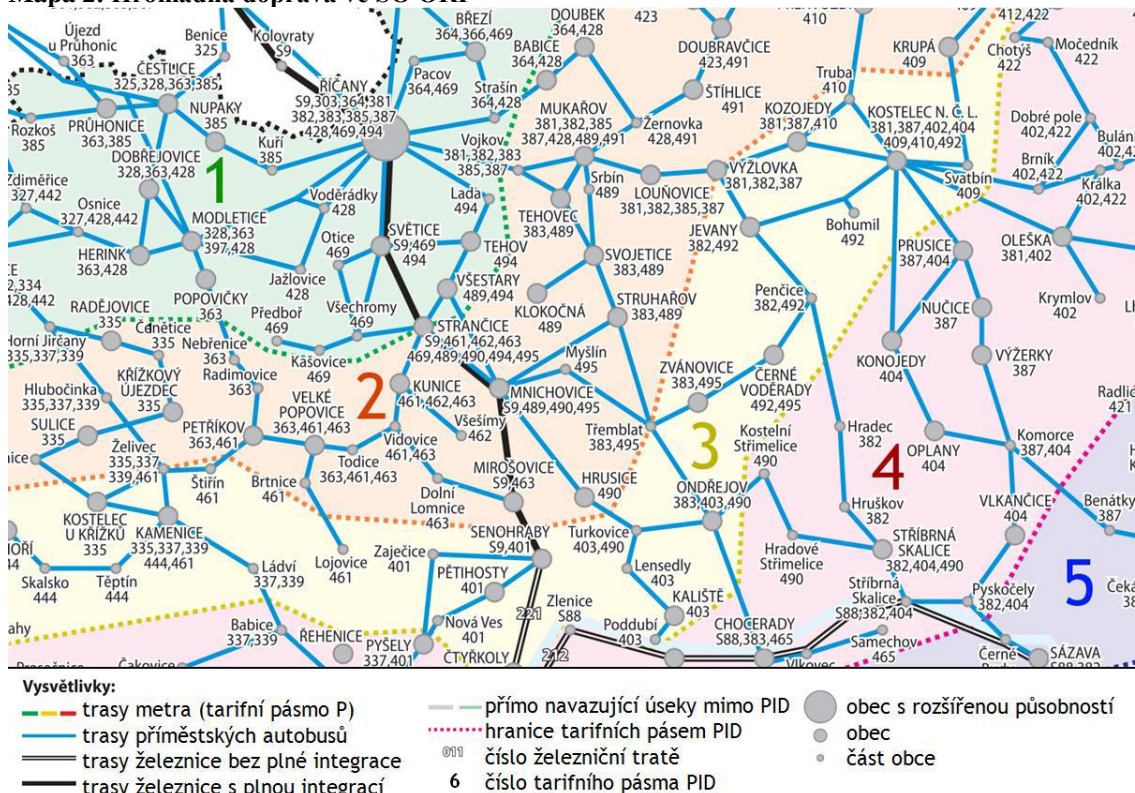 Mapa 2: Hromadná doprava ve SO ORP
Újezd
u Průhonic
363
Benice
325
Kolovraty
S9
BŘEZÍ
364,366,469
DOUBEK
364,428
423
410
KRUPÁ
409
412,422
Chotýš
422
Močedník
422
ČESTLICE
325,328,363,385
ŘÍČANY
S9,303,364,381
382,383,385,387
428,469,494
Pacov
364,469
BABICE
364,428
DOUBRAVČICE
423,491
Truba
410
Strašín
364,428
ŠTÍHLICE
491
NUPAKY
385
Rozkoš
385
PRŮHONICE
363,385
MUKAŘOV
381,382,385
387,428,489,491
KOZOJEDY
381,387,410
KOSTELEC N. Č. L.
381,387,402,404
409,410,492
Dobré pole
402,422
Žernovka
428,491
Kuří
385
Vojkov
381,382,383
385,387
DOBŘEJOVICE
328,363,428
1
Srbín
489
VYŽLOVKA
381,382,387
Svatbín
409
Brník
402,422
Králka
402,422
Zdiměřice
327,442
Osnice
327,428,442
Voděrádky
428
Lada
494
LOUŇOVICE
381,382,385,387
TEHOVEC
383,489
Bohumil
492
MODLETICE
328,363
397,428
Otice
469
SVĚTICE
S9,469
494
TEHOV
494
JEVANY
382,492
PRUSICE
387,404
OLEŠKA
381,402
HERINK
363,428
SVOJETICE
383,489
Jažlovice
428
VŠESTARY
489,494
Penčice
382,492
POPOVIČKY
363
Všechromy
469
KLOKOČNÁ
489
STRUHAŘOV
383,489
NUČICE
387
Krymlov
402
RADĚJOVICE
335
Předboř
469
STRANČICE
S9,461,462,463
469,489,490,494,495
Čenětice
335
Nebřenice
363
Kašovice
469
Horní Jirčany
335,337,339
Myšlín
495
ZVÁNOVICE
383,495
KONOJEDY
404
VÝŽERKY
387
Radimovice
363
2
KUNICE
461,462,463
MNICHOVICE
S9,489,490,495
ČERNÉ
VODĚRADY
492,495
Hlubočinka
335,337,339
KŘÍŽKOVÝ
ÚJEZDEC
335
VELKÉ
POPOVICE
363,461,463
Všešímy
462
Třemblat
383,495
3
Hradec
382
4
SULICE
335
PETŘÍKOV
363,461
Vidovice
461,463
Kostelní
Střimelice
490
OPLANY
404
Komorce
387,404
Želivec
335,337
339,461
Todice
363,461,463
MIROŠOVICE
S9,463
Štiřín
461
Brtnice
461
Dolní
Lomnice
463
HRUSICE
490
ONDŘEJOV
383,403,490
Hruškov
382
VLKANČICE
404
Benátky
387
KOSTELEC
U KŘÍŽKŮ
335
KAMENICE
335,337,339
444,461
SENOHRABY
S9,401
Turkovice
403,490
Hradové
Střimelice
490
STŘÍBRNÁ
SKALICE
382,404,490
Zaječice
401
Lojovice
461
Skalsko
444
Těptín
444
Ládví
337,339
PĚTIHOSTY
401
Lensedly
403
Stříbrná
Skalice
S88,382,404
Pyskočely
382,404
5
221
Zlenice
S88
KALIŠTĚ
403
Nová Ves
401
Babice
337,339
ŘEHENICE
PYŠELY
337,401
Poddubí
403
CHOCERADY
S88,383,465
Samechov
465
ČTYŘKOLY
212
Vlkovec
SÁZAVA
Vysvětlivky:
trasy metra (tarifní pásmo P)
trasy příměstských autobusů
trasy železnice bez plné integrace
trasy železnice s plnou integrací
přímo navazující úseky mimo PID
hranice tarifních pásem PID
011 číslo železniční tratě
6 číslo tarifního pásma PID
obec s rozšířenou působností
obec
část obce